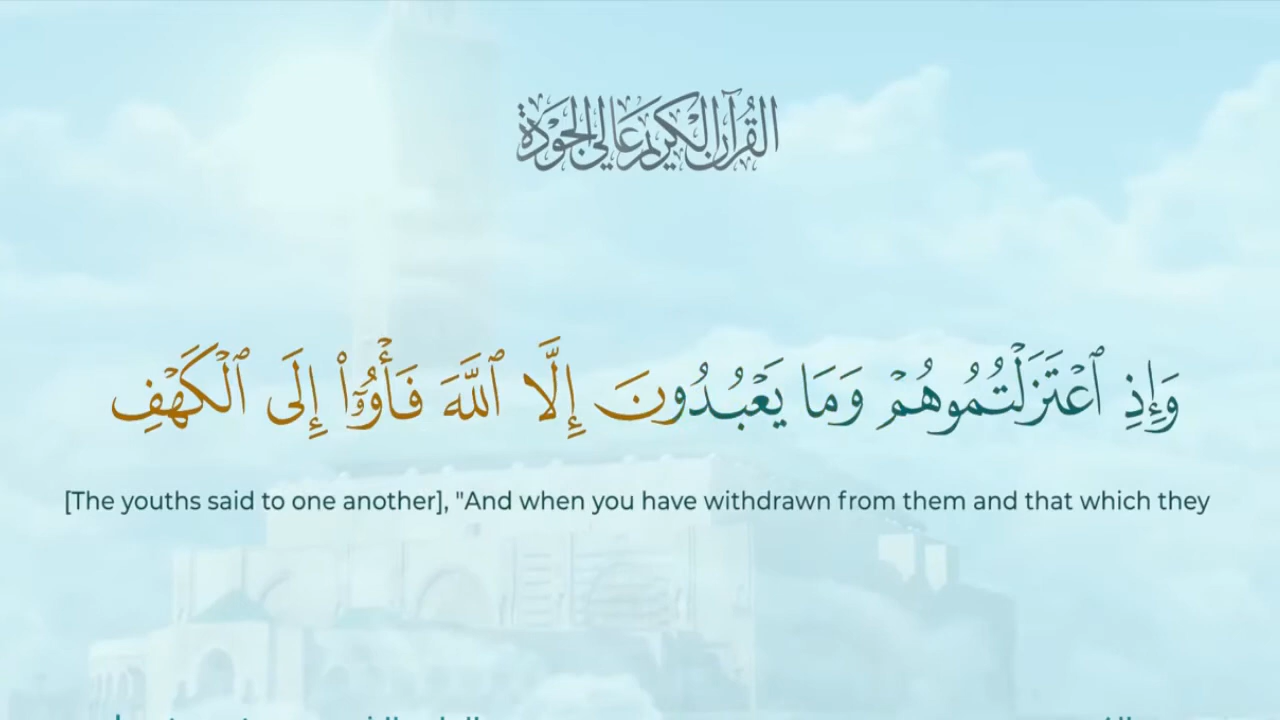 القرآن الكريم عالي الجودة
وَإِذِ ٱعْتَزَلْتُمُوهُمْ وَمَا يَعْبُدُونَ إِلَّا ٱللَّهَ فَأْوُۥٓا۟ إِلَى ٱلْكَهْفِ
[The youths said to one another], "And when you have withdrawn from them and that which they